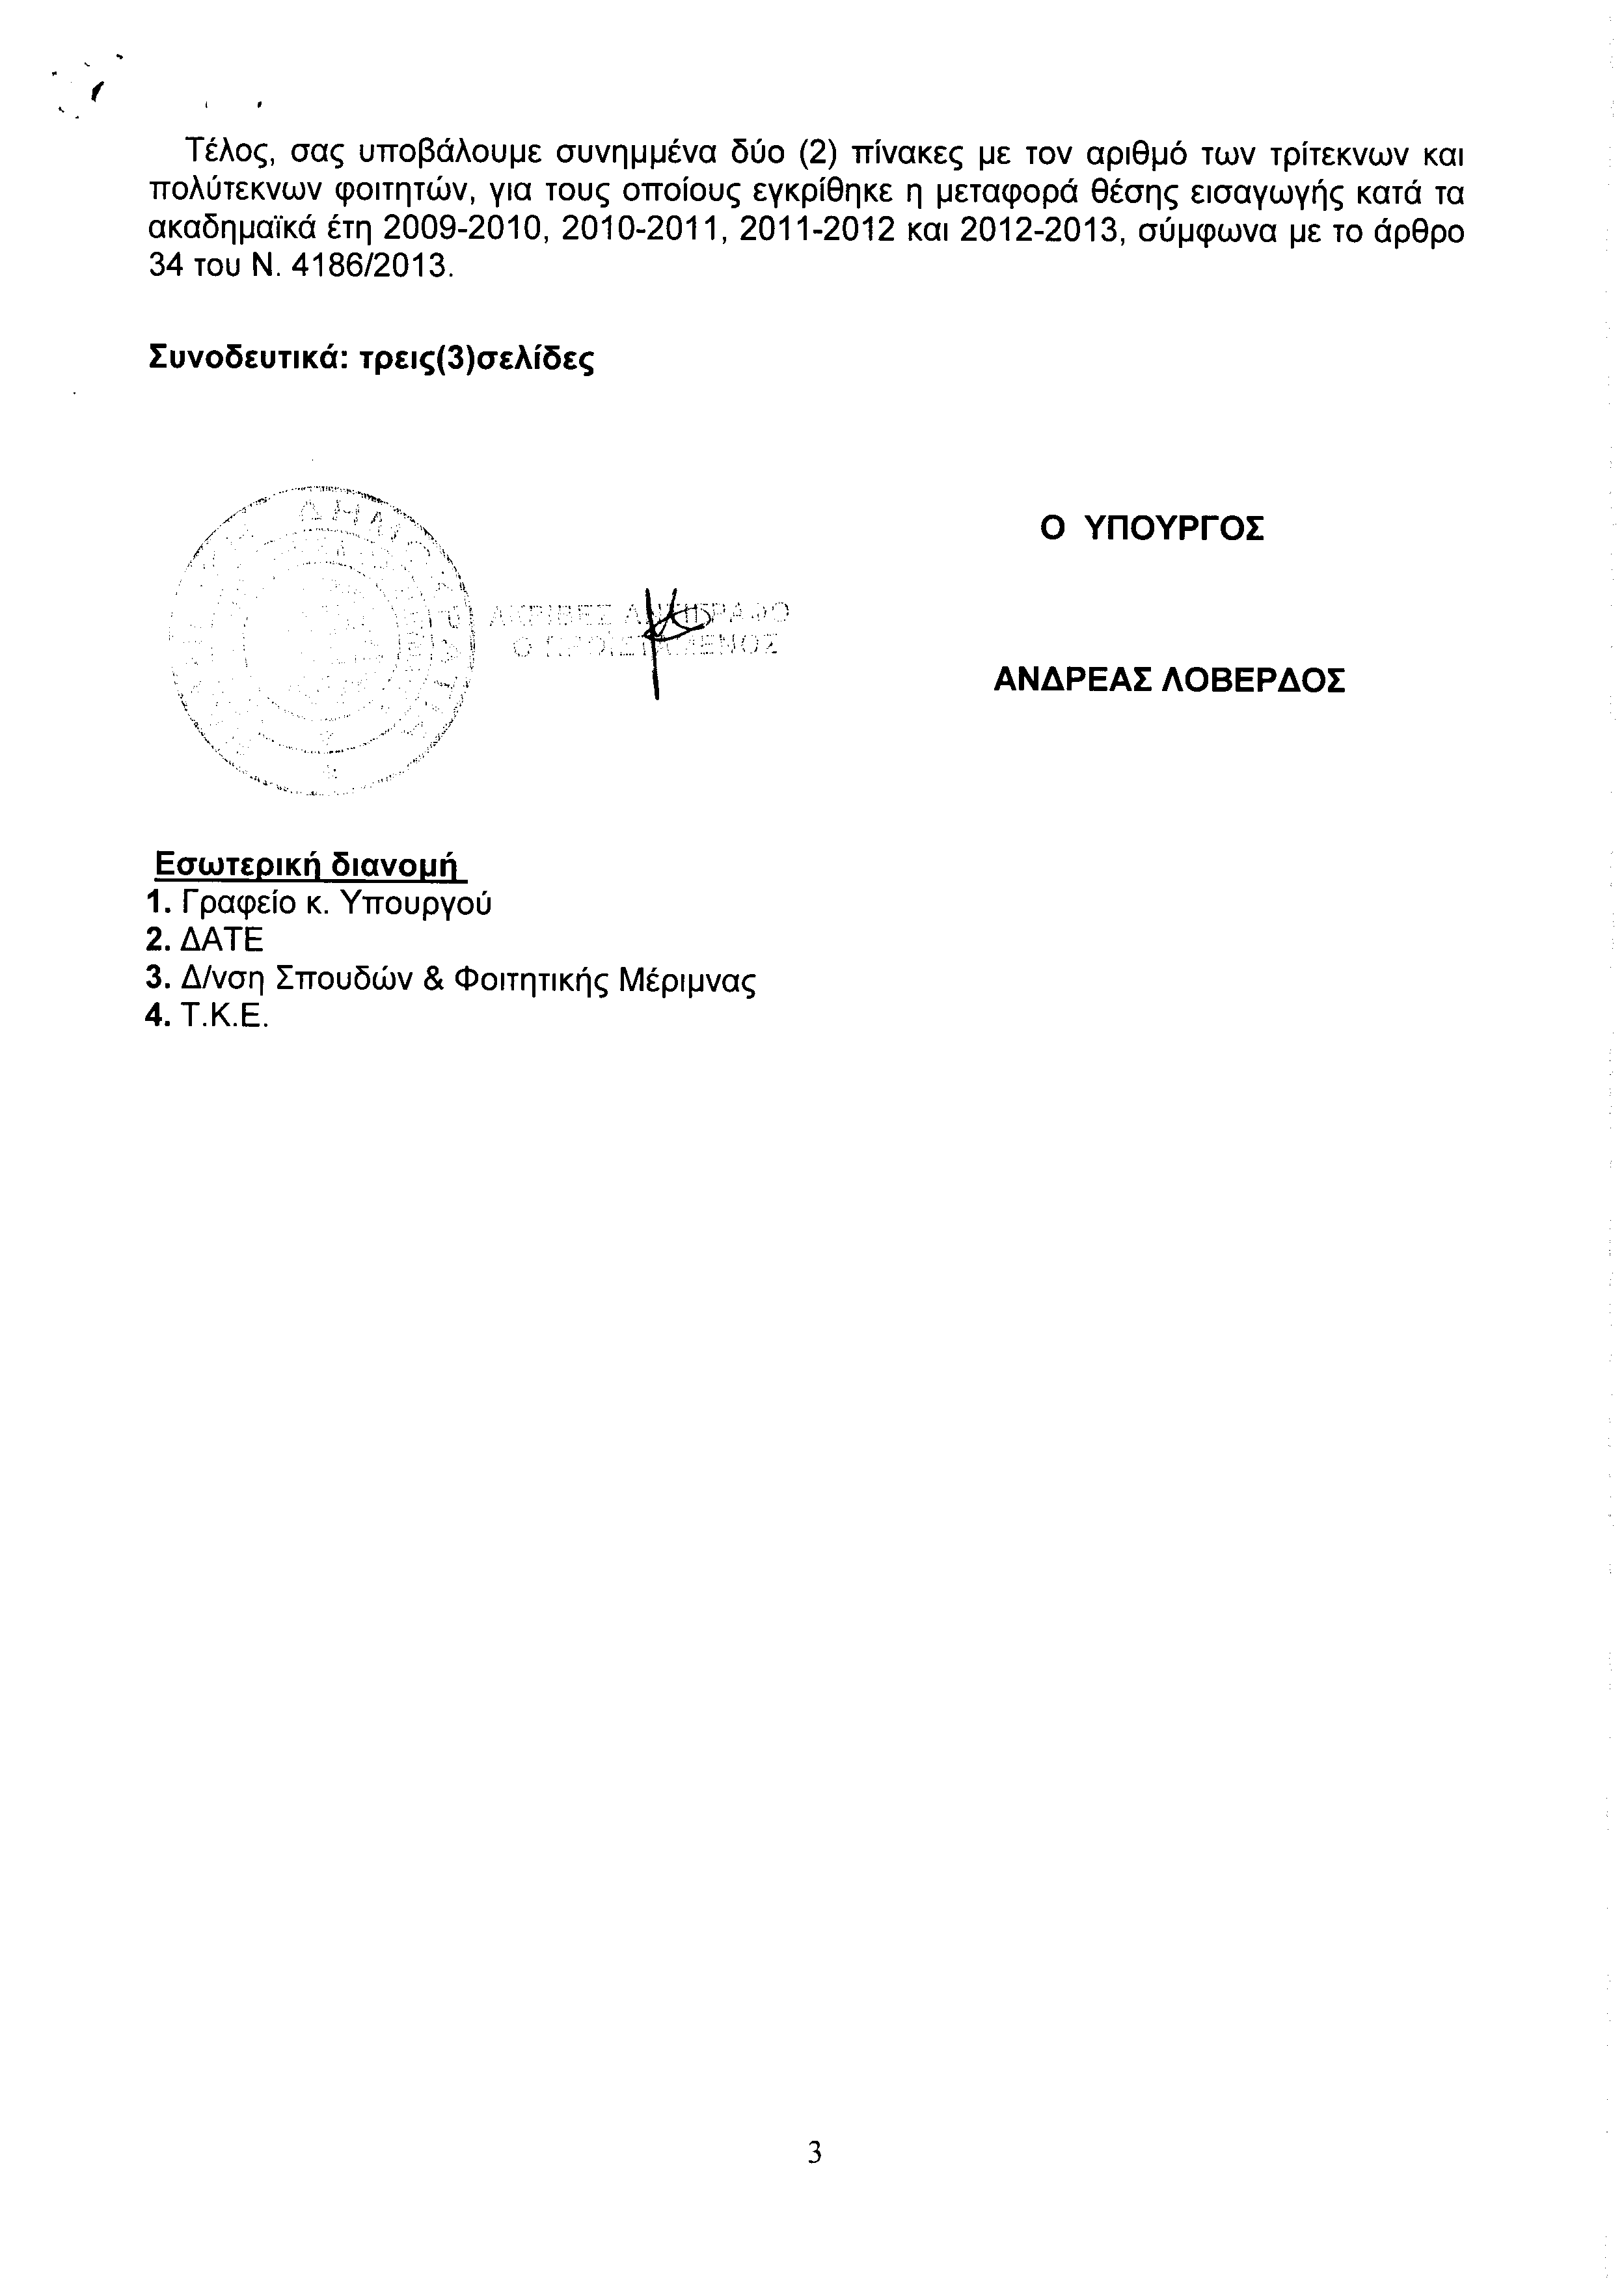 Τέλος, σας υποβάλουμε συνημμένα δύο (2) πίνακες με τον αριθμό των τρίτεκνων και
πολύτεκνων φοιτητών, για τους οποίους εγκρίθηκε η μεταφορά θέσης εισαγωγής κατά τα
ακαδημαϊκά έτη 2009-2010, 2010-2011, 2011-2012 και 2012-2013, σύμφωνα με το άρθρο
34 του Ν. 4186/2013.
Συνοδευτικά: τρεις(3)σελίδες
Ο ΥΠΟΥΡΓΟΣ
ΑΚΡΙΒΕΣ ΑΝΤΙΓΡΑΦΟ
Ο ΠΡΟΪΣΤΑΜΕΝΟΣ
ΑΝΔΡΕΑΣ ΛΟΒΕΡΔΟΣ
Εσωτερική διανομή
1. Γραφείο κ. Υπουργού
2. ΔΑΤΕ
3. Δ/νση Σπουδών & Φοιτητικής Μέριμνας
4. Τ.Κ.Ε.
3